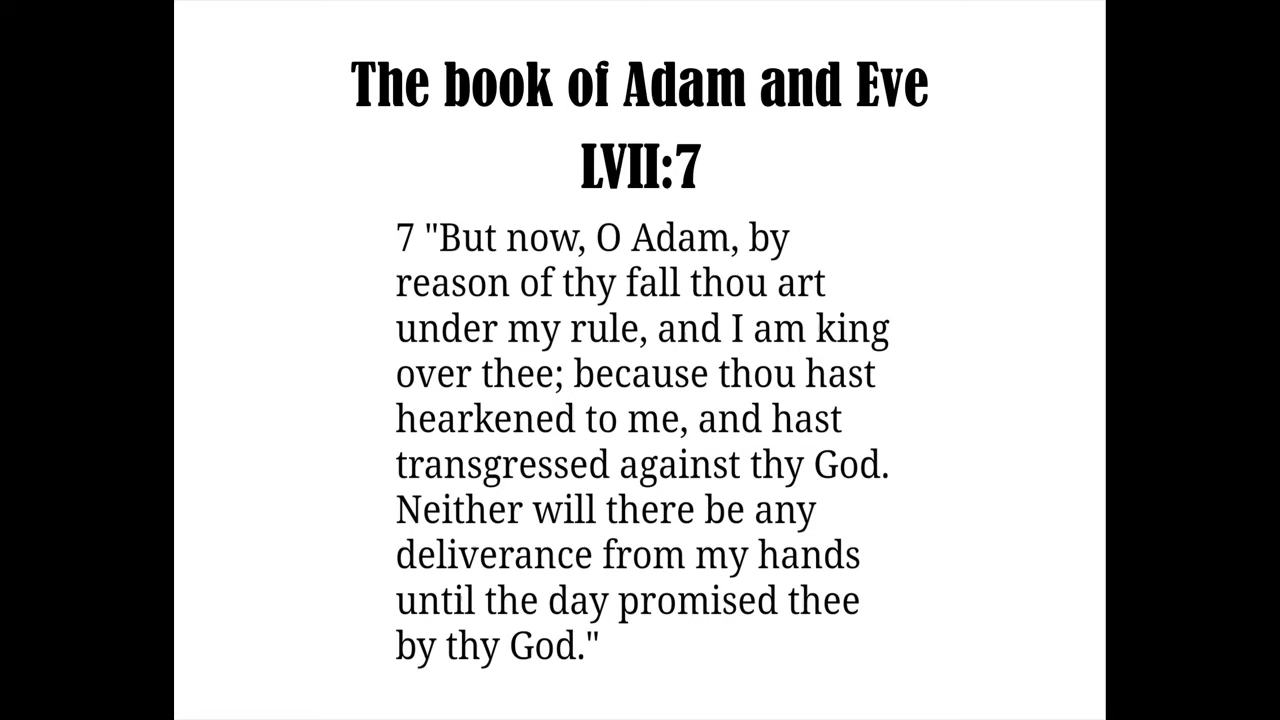 The book of Adam and Eve
LVII:7
7 "But now, O Adam, by
reason of thy fall thou art
under my rule, and I am king
over thee; because thou hast
hearkened to me, and hast
transgressed against thy God.
Neither will there be any
deliverance from my hands
until the day promised thee
by thy God."